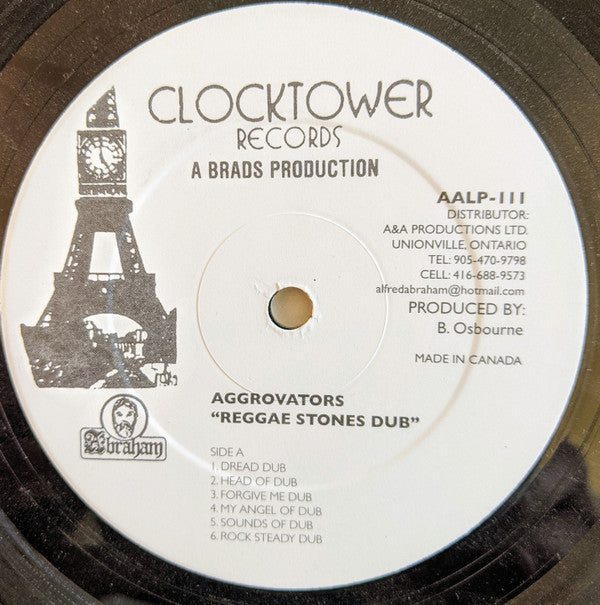 CLOCKTOWER
RECORDS
A BRADS PRODUCTION
AALP-111
DISTRIBUTOR:
A&A PRODUCTIONS LTD.
UNIONVILLE, ONTARIO
TEL: 905-470-9798
CELL: 416-688-9573
alfredabraham@hotmail.com
PRODUCED BY:
B. Osbourne
MADE IN CANADA
Abraham
AGGROVATORS
"REGGAE STONES DUB"
SIDE A
1. DREAD DUB
2. HEAD OF DUB
3. FORGIVE ME DUB
4. MY ANGEL OF DUB
5. SOUNDS OF DUB
6. ROCK STEADY DUB